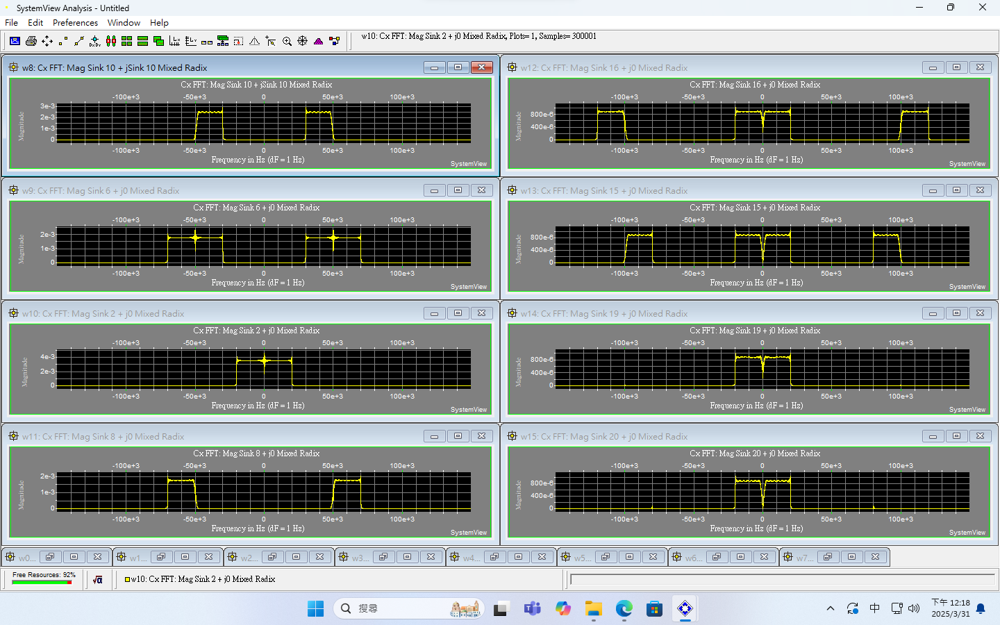 SystemView Analysis - Untitled
File Edit Preferences Window Help
w10: Cx FFT: Mag Sink 2 + j0 Mixed Radix, Plots= 1, Samples= 300001
w8: Cx FFT: Mag Sink 10 + jSink 10 Mixed Radix
Cx FFT: Mag Sink 10 + jSink 10 Mixed Radix
-100e+3 -50e+3 0 50e+3 100e+3
3e-3
2e-3
1e-3
0
Magnitude
-100e+3 -50e+3 0 50e+3 100e+3
Frequency in Hz (dF = 1 Hz)
SystemView
w9: Cx FFT: Mag Sink 6 + j0 Mixed Radix
Cx FFT: Mag Sink 6 + j0 Mixed Radix
-100e+3 -50e+3 0 50e+3 100e+3
2e-3
1e-3
0
Magnitude
-100e+3 -50e+3 0 50e+3 100e+3
Frequency in Hz (dF = 1 Hz)
SystemView
w10: Cx FFT: Mag Sink 2 + j0 Mixed Radix
Cx FFT: Mag Sink 2 + j0 Mixed Radix
-100e+3 -50e+3 0 50e+3 100e+3
4e-3
2e-3
0
Magnitude
-100e+3 -50e+3 0 50e+3 100e+3
Frequency in Hz (dF = 1 Hz)
SystemView
w11: Cx FFT: Mag Sink 8 + j0 Mixed Radix
Cx FFT: Mag Sink 8 + j0 Mixed Radix
-100e+3 -50e+3 0 50e+3 100e+3
2e-3
1e-3
0
Magnitude
-100e+3 -50e+3 0 50e+3 100e+3
Frequency in Hz (dF = 1 Hz)
SystemView
w12: Cx FFT: Mag Sink 16 + j0 Mixed Radix
Cx FFT: Mag Sink 16 + j0 Mixed Radix
-100e+3 -50e+3 0 50e+3 100e+3
800e-6
400e-6
0
Magnitude
-100e+3 -50e+3 0 50e+3 100e+3
Frequency in Hz (dF = 1 Hz)
SystemView
w13: Cx FFT: Mag Sink 15 + j0 Mixed Radix
Cx FFT: Mag Sink 15 + j0 Mixed Radix
-100e+3 -50e+3 0 50e+3 100e+3
800e-6
400e-6
0
Magnitude
-100e+3 -50e+3 0 50e+3 100e+3
Frequency in Hz (dF = 1 Hz)
SystemView
w14: Cx FFT: Mag Sink 19 + j0 Mixed Radix
Cx FFT: Mag Sink 19 + j0 Mixed Radix
-100e+3 -50e+3 0 50e+3 100e+3
800e-6
400e-6
0
Magnitude
-100e+3 -50e+3 0 50e+3 100e+3
Frequency in Hz (dF = 1 Hz)
SystemView
w15: Cx FFT: Mag Sink 20 + j0 Mixed Radix
Cx FFT: Mag Sink 20 + j0 Mixed Radix
-100e+3 -50e+3 0 50e+3 100e+3
800e-6
400e-6
0
Magnitude
-100e+3 -50e+3 0 50e+3 100e+3
Frequency in Hz (dF = 1 Hz)
SystemView
w0... w1... w2... w3... w4... w5... w6... w7...
Free Resources: 92%
√α
w10: Cx FFT: Mag Sink 2 + j0 Mixed Radix
搜尋
中
下午 12:18
2025/3/31